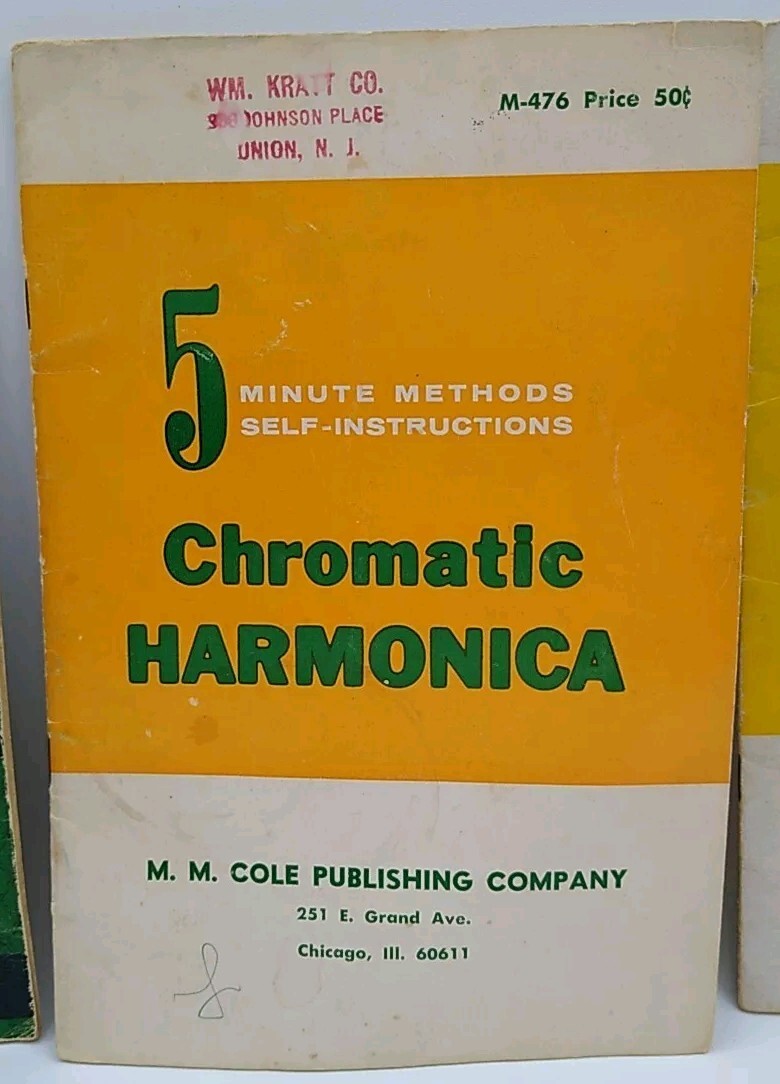 WM. KRATT CO.
JOHNSON PLACE
UNION, N. J.
M-476 Price 50¢
5
MINUTE METHODS
SELF-INSTRUCTIONS
Chromatic
HARMONICA
M. M. COLE PUBLISHING COMPANY
251 E. Grand Ave.
Chicago, Ill. 60611